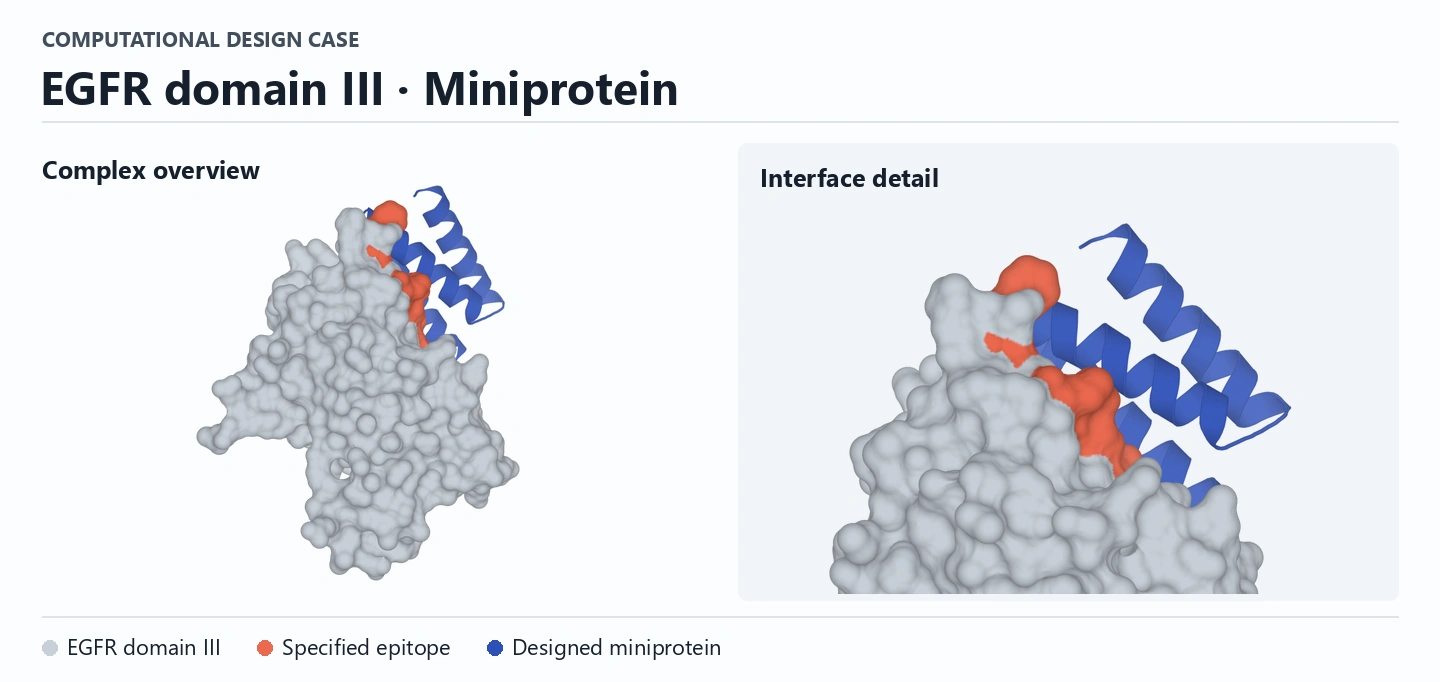 COMPUTATIONAL DESIGN CASE
EGFR domain III · Miniprotein
Complex overview
Interface detail
EGFR domain III
Specified epitope
Designed miniprotein